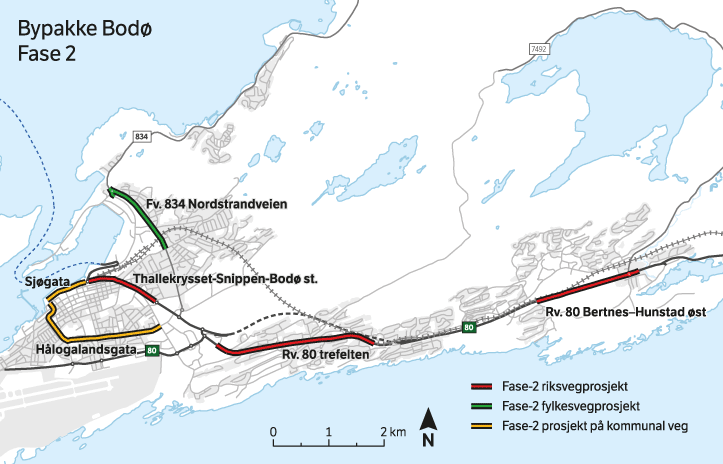 Bypakke Bodø
Fase 2
7492
834
Fv. 834 Nordstrandveien
Sjøgata
Thallekrysset-Snippen-Bodø st.
Rv. 80 Bertnes–Hunstad øst
80
Hålogalandsgata
80
Rv. 80 trefelten
Fase-2 riksvegprosjekt
Fase-2 fylkesvegprosjekt
Fase-2 prosjekt på kommunal veg
0 1 2 km
N